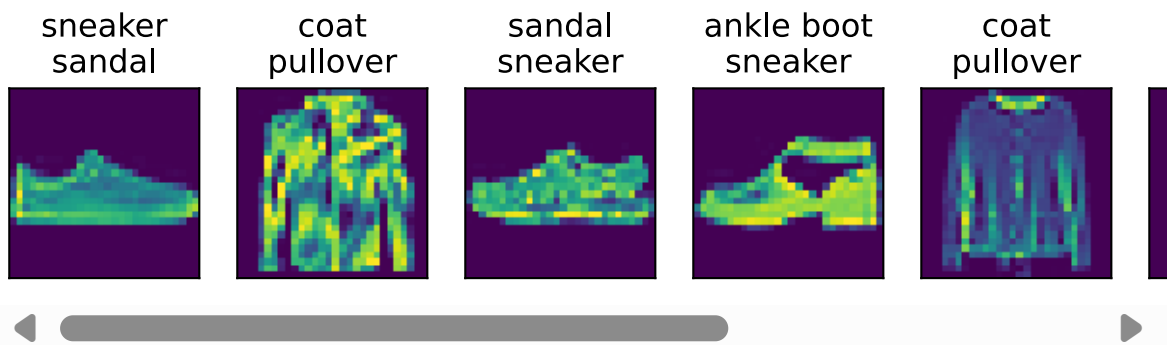 sneaker
sandal
coat
pullover
sandal
sneaker
ankle boot
sneaker
coat
pullover